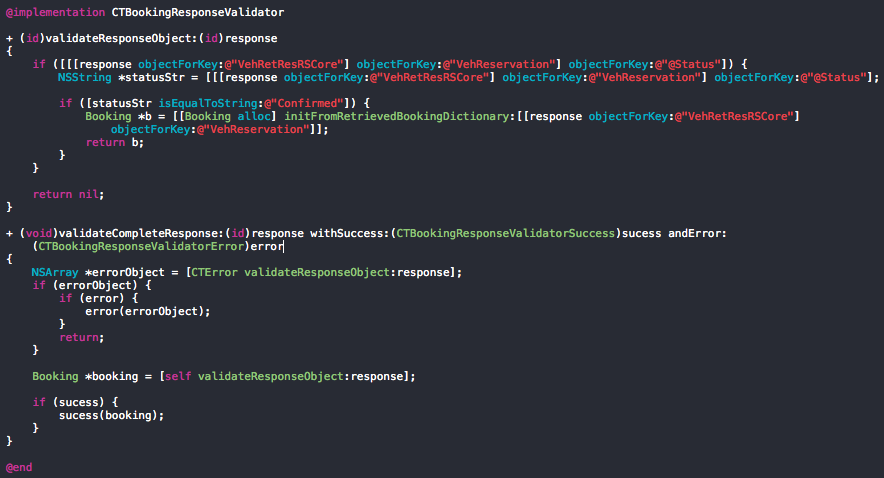 @implementation CTBookingResponseValidator
+ (id)validateResponseObject:(id)response
{
if ([[[response objectForKey:@"VehRetResRSCore"] objectForKey:@"VehReservation"] objectForKey:@"@Status"]) {
NSString *statusStr = [[[response objectForKey:@"VehRetResRSCore"] objectForKey:@"VehReservation"] objectForKey:@"@Status"];
if ([statusStr isEqualToString:@"Confirmed"]) {
Booking *b = [[Booking alloc] initFromRetrievedBookingDictionary:[[response objectForKey:@"VehRetResRSCore"]
objectForKey:@"VehReservation"]];
return b;
}
}
return nil;
}
+ (void)validateCompleteResponse:(id)response withSuccess:(CTBookingResponseValidatorSuccess)sucess andError:
(CTBookingResponseValidatorError)error
{
NSArray *errorObject = [CTError validateResponseObject:response];
if (errorObject) {
if (error) {
error(errorObject);
}
return;
}
Booking *booking = [self validateResponseObject:response];
if (sucess) {
sucess(booking);
}
}
@end